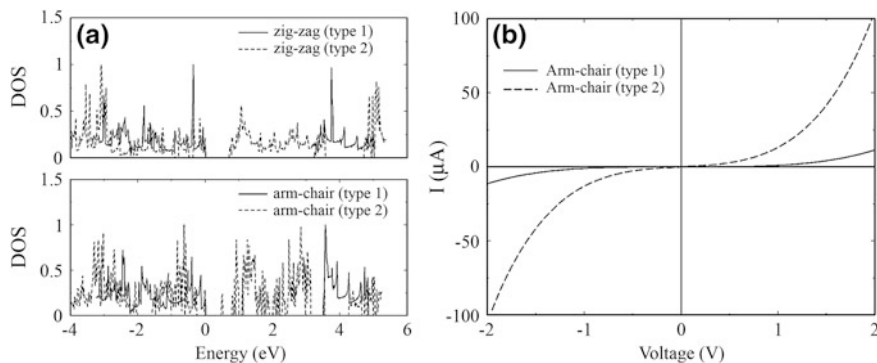 (a)
1.5
zig-zag (type 1)
zig-zag (type 2)
1
DOS
0.5
0
1.5
arm-chair (type 1)
arm-chair (type 2)
1
DOS
0.5
0
-4 -2 0 2 4 6
Energy (eV)
(b)
100
Arm-chair (type 1)
Arm-chair (type 2)
50
I (µA)
0
-50
-100
-2 -1 0 1 2
Voltage (V)